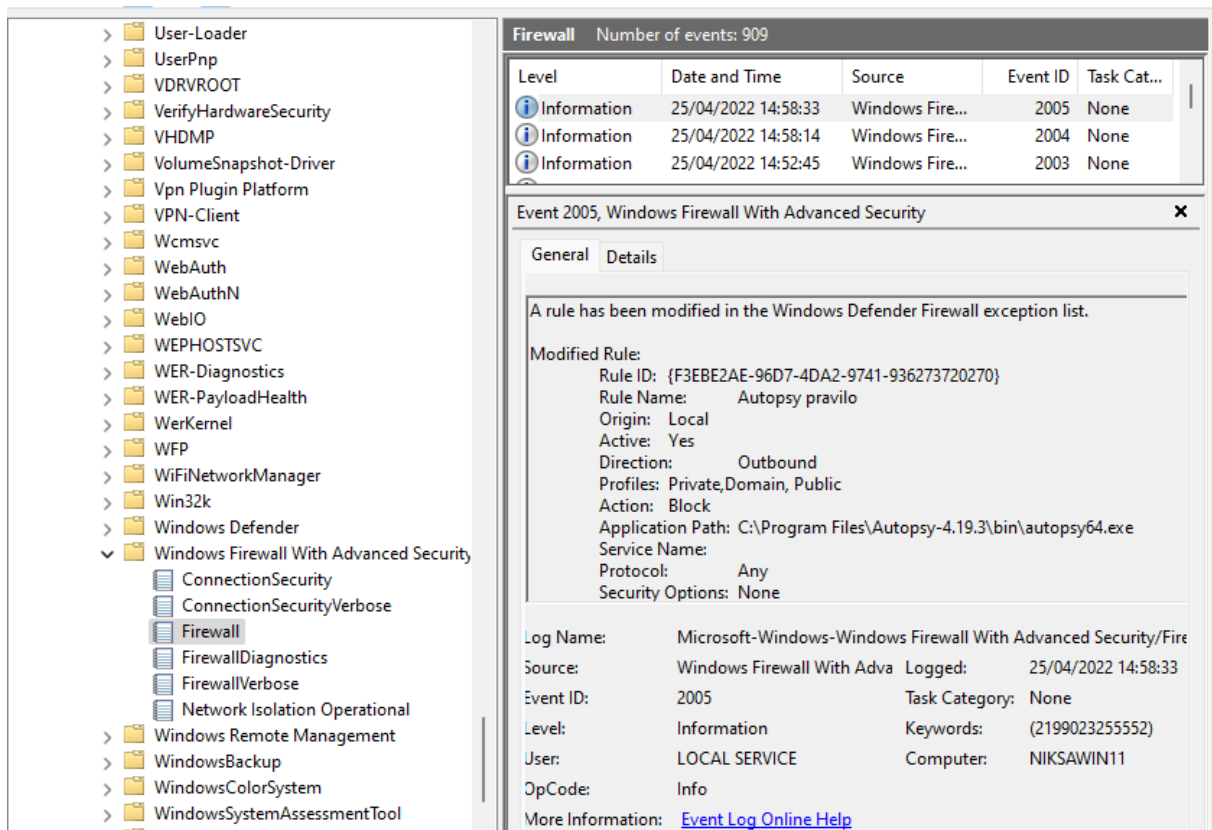 User-Loader
UserPnp
VDRVROOT
VerifyHardwareSecurity
VHDMP
VolumeSnapshot-Driver
Vpn Plugin Platform
VPN-Client
Wcmsvc
WebAuth
WebAuthN
WebIO
WEPHOSTSVC
WER-Diagnostics
WER-PayloadHealth
WerKernel
WFP
WiFiNetworkManager
Win32k
Windows Defender
Windows Firewall With Advanced Security
ConnectionSecurity
ConnectionSecurityVerbose
Firewall
FirewallDiagnostics
FirewallVerbose
Network Isolation Operational
Windows Remote Management
WindowsBackup
WindowsColorSystem
WindowsSystemAssessmentTool
Firewall Number of events: 909
Level Date and Time Source Event ID Task Cat...
Information 25/04/2022 14:58:33 Windows Fire... 2005 None
Information 25/04/2022 14:58:14 Windows Fire... 2004 None
Information 25/04/2022 14:52:45 Windows Fire... 2003 None
Event 2005, Windows Firewall With Advanced Security
General Details
A rule has been modified in the Windows Defender Firewall exception list.
Modified Rule:
Rule ID: {F3EBE2AE-96D7-4DA2-9741-936273720270}
Rule Name: Autopsy pravilo
Origin: Local
Active: Yes
Direction: Outbound
Profiles: Private,Domain, Public
Action: Block
Application Path: C:\Program Files\Autopsy-4.19.3\bin\autopsy64.exe
Service Name:
Protocol: Any
Security Options: None
Log Name: Microsoft-Windows-Windows Firewall With Advanced Security/Fire
Source: Windows Firewall With Adva Logged: 25/04/2022 14:58:33
Event ID: 2005 Task Category: None
Level: Information Keywords: (2199023255552)
User: LOCAL SERVICE Computer: NIKSAWIN11
OpCode: Info
More Information: Event Log Online Help